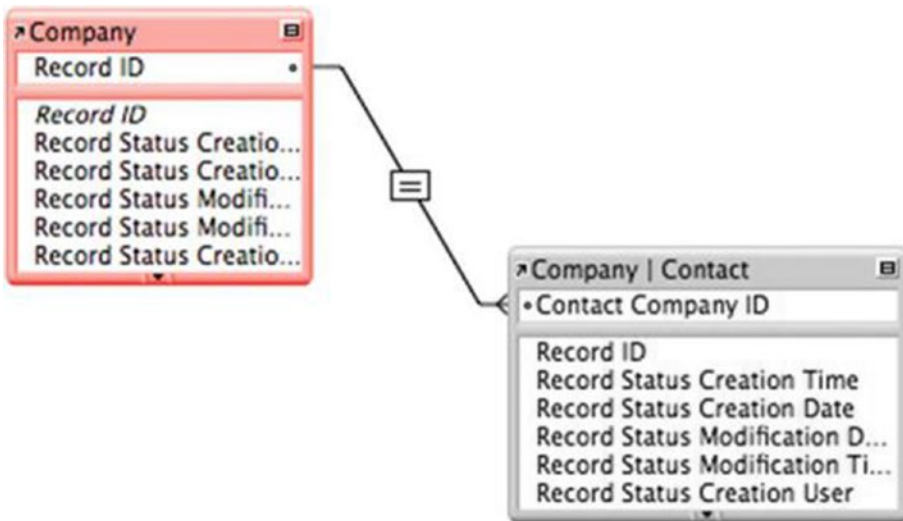 Company
Record ID
Record ID
Record Status Creatio...
Record Status Creatio...
Record Status Modifi...
Record Status Modifi...
Record Status Creatio...
=
Company | Contact
Contact Company ID
Record ID
Record Status Creation Time
Record Status Creation Date
Record Status Modification D...
Record Status Modification Ti...
Record Status Creation User